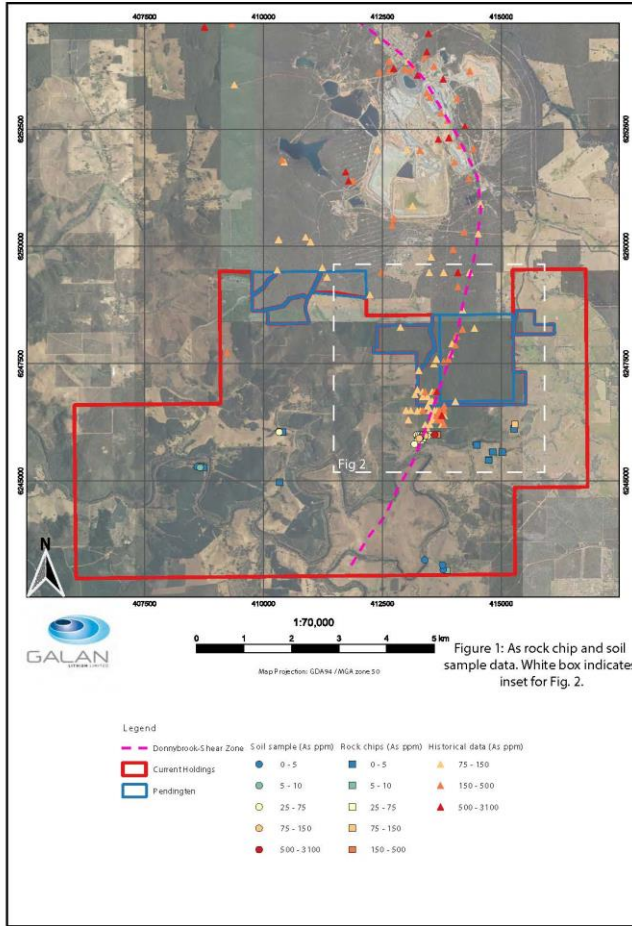 407500 410000 412500 415000
6252500
6250000
6247500
6245000
Fig 2
N
407500 410000 412500 415000
1:70,000
0 1 2 3 4 5 km
Map Projection: GDA94 / MGA zone 50
GALAN
LITHIUM LIMITED
Figure 1: As rock chip and soil
sample data. White box indicates
inset for Fig. 2.
Legend
Donnybrook-Shear Zone
Current Holdings
Pendingten
Soil sample (As ppm)
0 - 5
5 - 10
25 - 75
75 - 150
500 - 3100
Rock chips (As ppm)
0 - 5
5 - 10
25 - 75
75 - 150
150 - 500
Historical data (As ppm)
75 - 150
150 - 500
500 - 3100